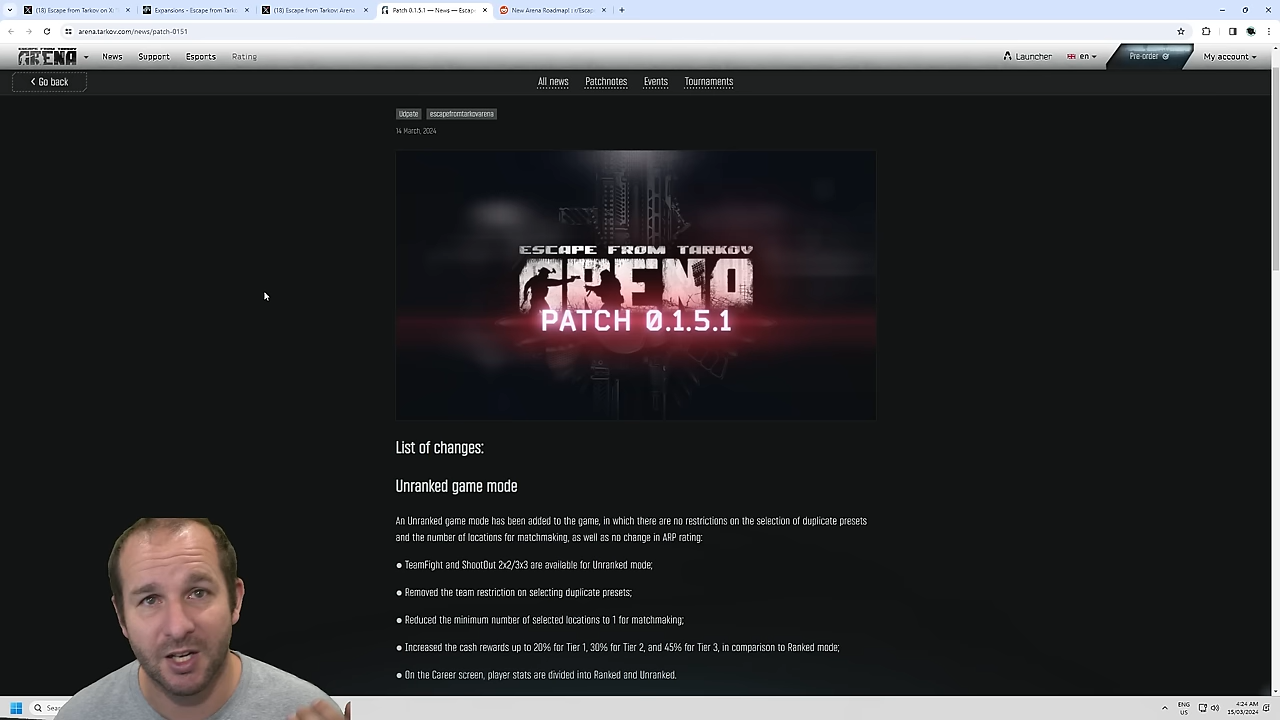 (18) Escape from Tarkov on X
Expansions - Escape from Tark
(18) Escape from Tarkov: Arena
Patch 0.1.5.1 — News — Escap
New Arena Roadmap! : r/Escap
arena.tarkov.com/news/patch-0151
ESCAPE FROM TARKOV
ARENA
News
Support
Esports
Rating
Launcher
en
Pre-order
My account
Go back
All news
Patchnotes
Events
Tournaments
Udpate
escapefromtarkovarena
14 March, 2024
ESCAPE FROM TARKOV
ARENA
PATCH 0.1.5.1
List of changes:
Unranked game mode
An Unranked game mode has been added to the game, in which there are no restrictions on the selection of duplicate presets
and the number of locations for matchmaking, as well as no change in ARP rating:
● TeamFight and ShootOut 2x2/3x3 are available for Unranked mode;
● Removed the team restriction on selecting duplicate presets;
● Reduced the minimum number of selected locations to 1 for matchmaking;
● Increased the cash rewards up to 20% for Tier 1, 30% for Tier 2, and 45% for Tier 3, in comparison to Ranked mode;
● On the Career screen, player stats are divided into Ranked and Unranked.
Sea
ENG
US
4:24 AM
15/03/2024